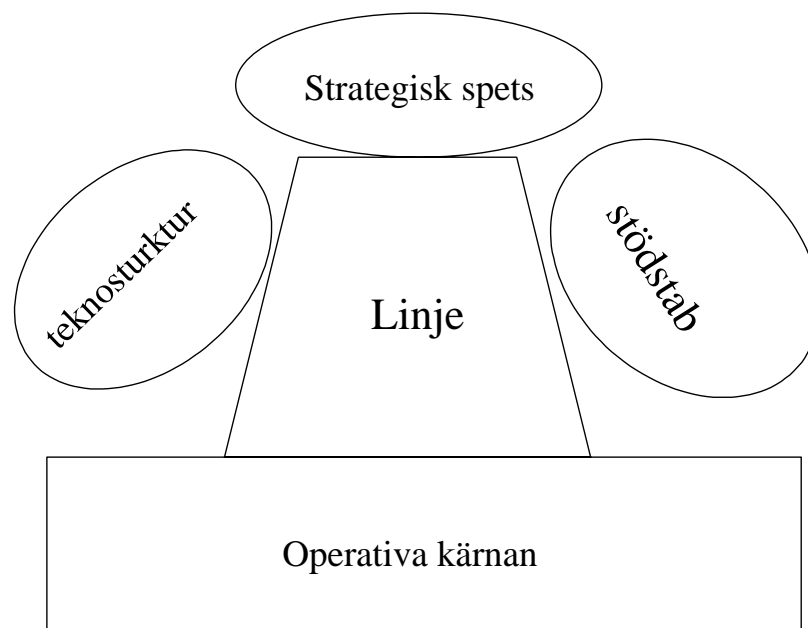 Strategisk spets
teknosturktur
stödstab
Linje
Operativa kärnan